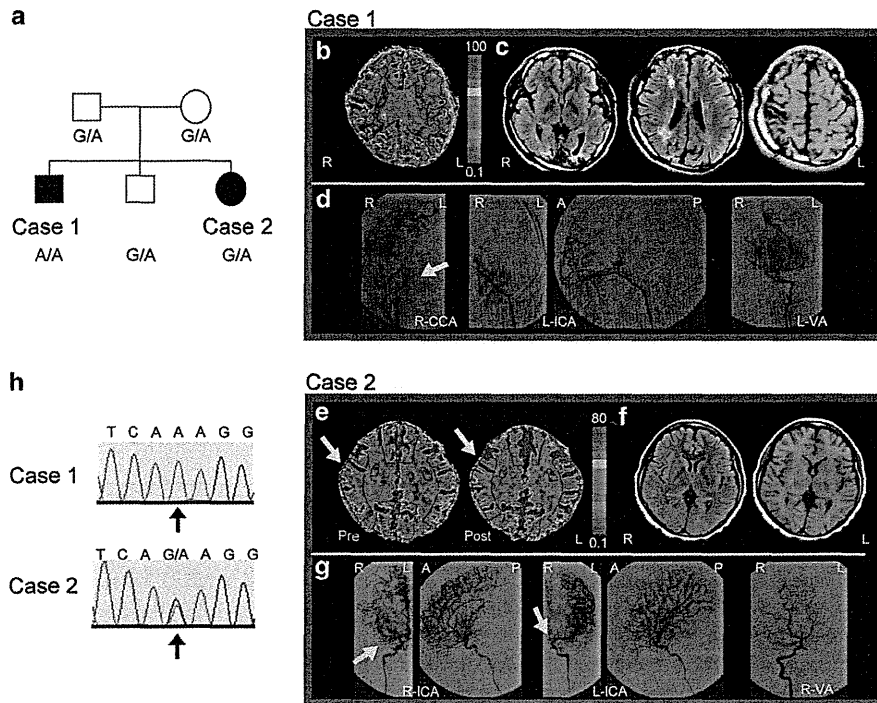 a
G/A
G/A
Case 1
Case 2
A/A
G/A
G/A
Case 1
b
100
0.1
c
R
L
R
L
d
R
L
R
L
A
P
R
L
R-CCA
L-ICA
L-VA
h
T C A A A G G
Case 1
T C A G/A A G G
Case 2
Case 2
e
80
0.1
f
Pre
Post
L
R
L
g
R
L
A
P
R
L
A
P
R
L
R-ICA
L-ICA
R-VA